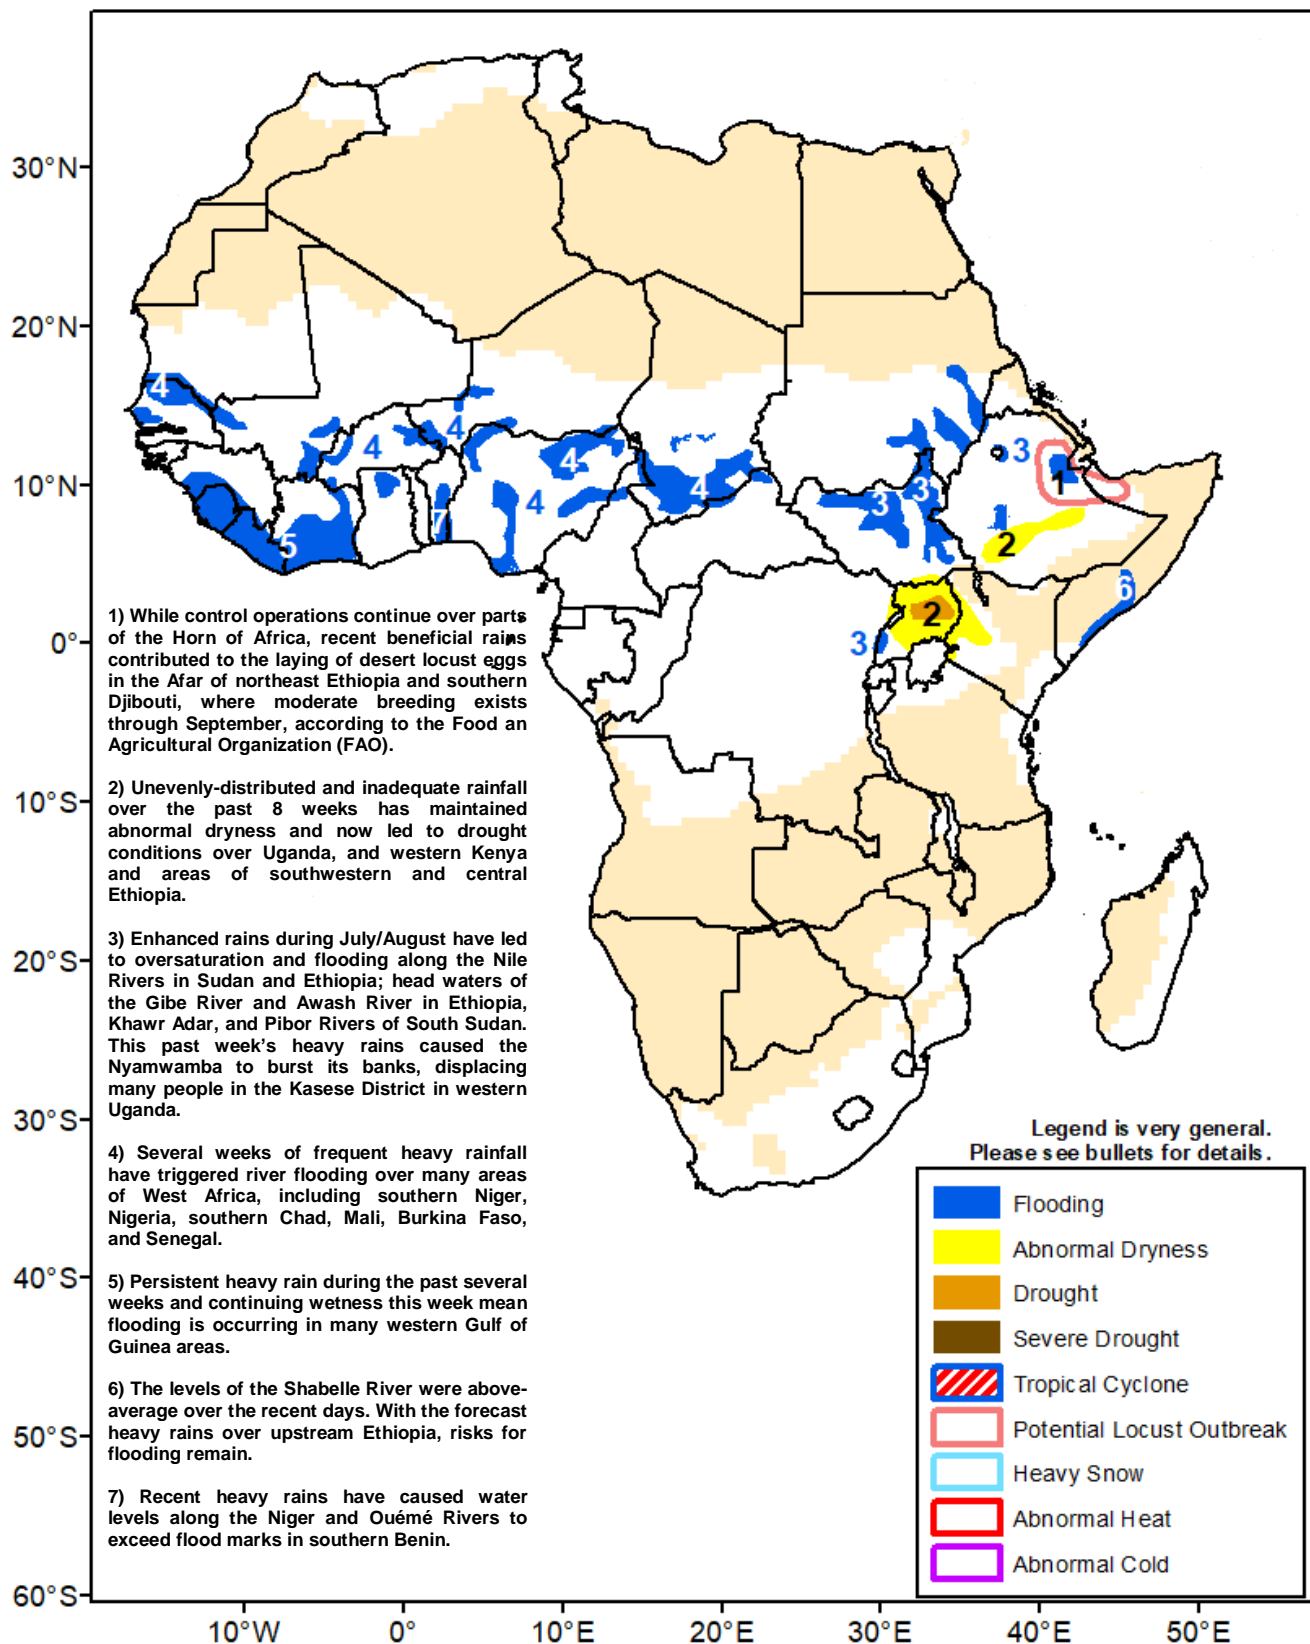 30°N
20°N
10°N
0°
10°S
20°S
30°S
40°S
50°S
60°S
10°W
0°
10°E
20°E
30°E
40°E
50°E
4
4
4
4
4
4
3
3
3
1
2
5
7
6
2
3
1) While control operations continue over parts
of the Horn of Africa, recent beneficial rains
contributed to the laying of desert locust eggs
in the Afar of northeast Ethiopia and southern
Djibouti, where moderate breeding exists
through September, according to the Food an
Agricultural Organization (FAO).
2) Unevenly-distributed and inadequate rainfall
over the past 8 weeks has maintained
abnormal dryness and now led to drought
conditions over Uganda, and western Kenya
and areas of southwestern and central
Ethiopia.
3) Enhanced rains during July/August have led
to oversaturation and flooding along the Nile
Rivers in Sudan and Ethiopia; head waters of
the Gibe River and Awash River in Ethiopia,
Khawr Adar, and Pibor Rivers of South Sudan.
This past week's heavy rains caused the
Nyamwamba to burst its banks, displacing
many people in the Kasese District in western
Uganda.
4) Several weeks of frequent heavy rainfall
have triggered river flooding over many areas
of West Africa, including southern Niger,
Nigeria, southern Chad, Mali, Burkina Faso,
and Senegal.
5) Persistent heavy rain during the past several
weeks and continuing wetness this week mean
flooding is occurring in many western Gulf of
Guinea areas.
6) The levels of the Shabelle River were above-
average over the recent days. With the forecast
heavy rains over upstream Ethiopia, risks for
flooding remain.
7) Recent heavy rains have caused water
levels along the Niger and Ouémé Rivers to
exceed flood marks in southern Benin.
Legend is very general.
Please see bullets for details.
Flooding
Abnormal Dryness
Drought
Severe Drought
Tropical Cyclone
Potential Locust Outbreak
Heavy Snow
Abnormal Heat
Abnormal Cold